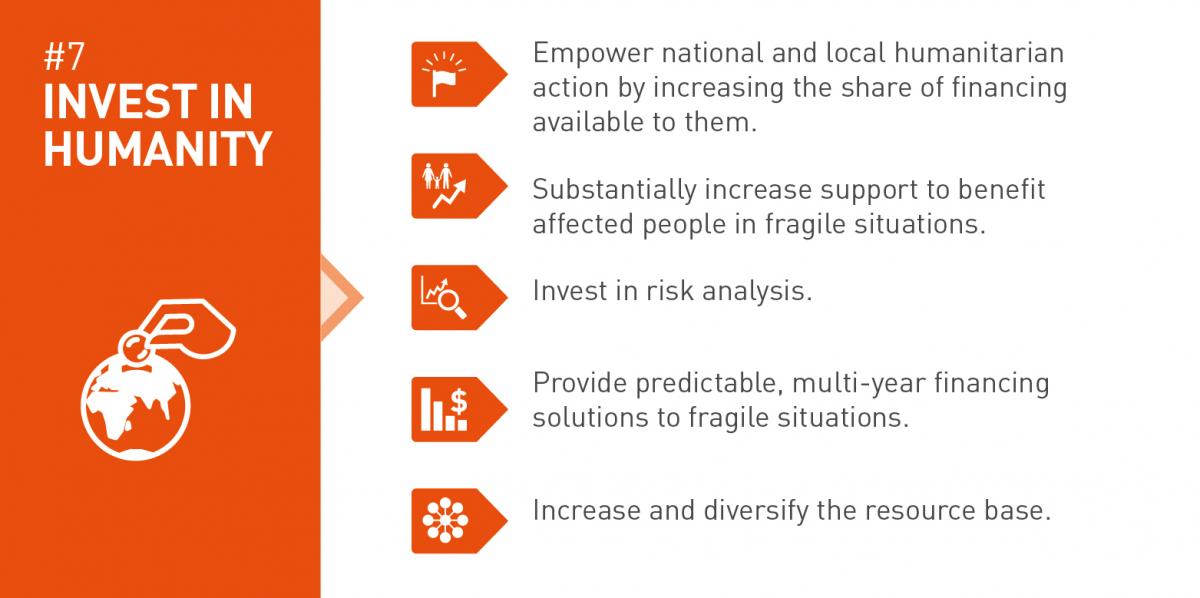 #7
INVEST IN
HUMANITY
Empower national and local humanitarian
action by increasing the share of financing
available to them.
Substantially increase support to benefit
affected people in fragile situations.
Invest in risk analysis.
Provide predictable, multi-year financing
solutions to fragile situations.
$
Increase and diversify the resource base.